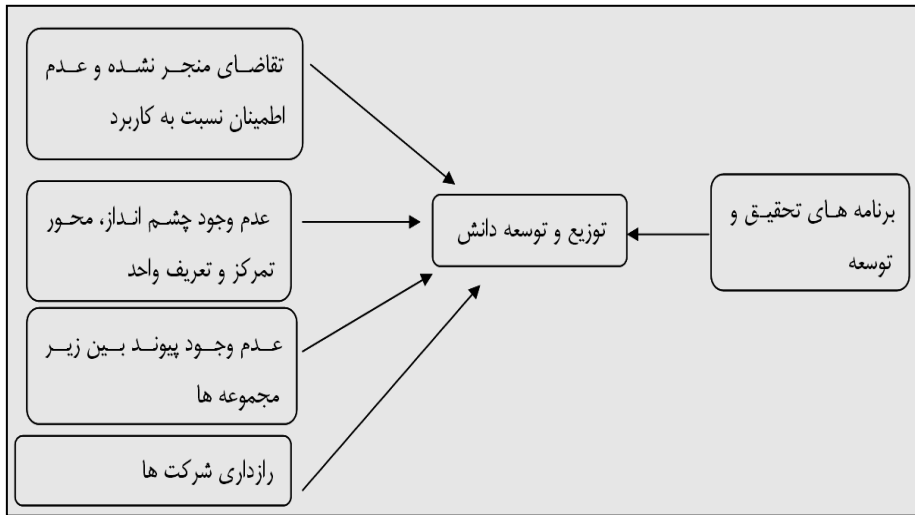 تقاضای منجر نشده و عدم
اطمینان نسبت به کاربرد
عدم وجود چشم انداز، محور
تمرکز و تعریف واحد
عدم وجود پیوند بین زیر
مجموعه ها
رازداری شرکت ها
توزیع و توسعه دانش
برنامه های تحقیق و
توسعه